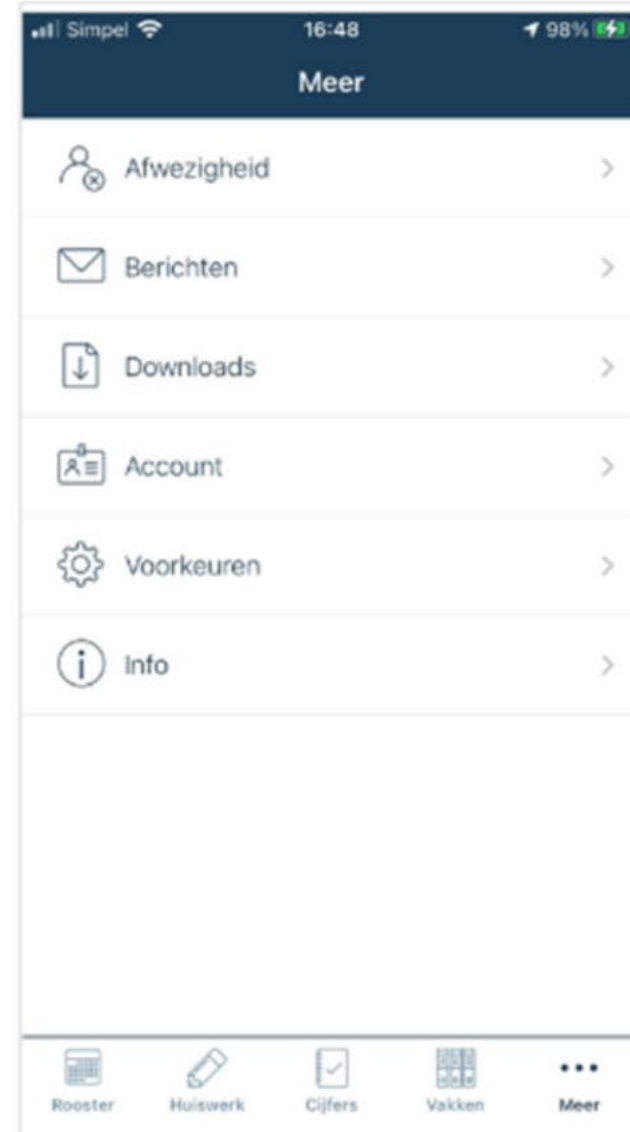 Simpel 16:48 98%
Meer
Afwezigheid
Berichten
Downloads
Account
Voorkeuren
Info
Rooster Huiswerk Cijfers Vakken Meer